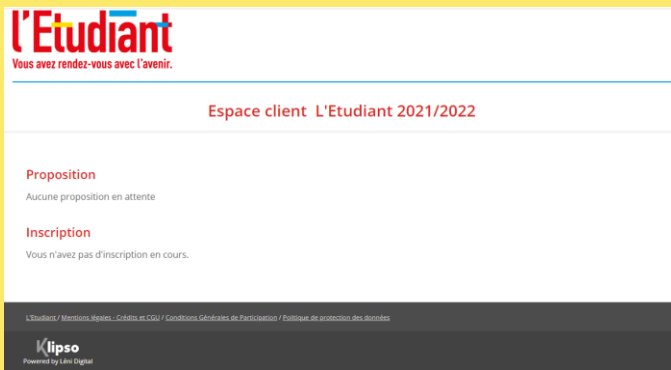 l'Etudiant
Vous avez rendez-vous avec l'avenir.
Espace client L'Etudiant 2021/2022
Proposition
Aucune proposition en attente
Inscription
Vous n'avez pas d'inscription en cours.
L'Etudiant / Mentions légales - Crédits et CGU / Conditions Générales de Participation / Politique de protection des données
Klipso
Powered by Léni Digital